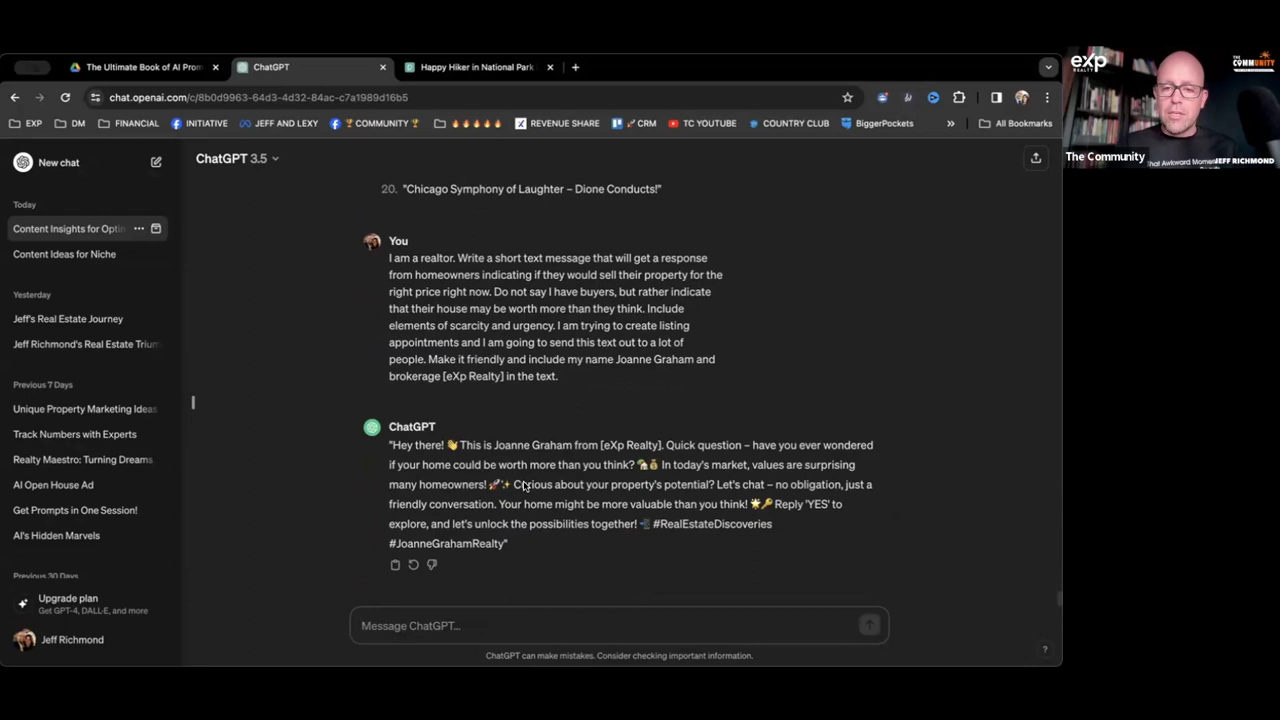 The Ultimate Book of AI Prom
ChatGPT
Happy Hiker in National Park
chat.openai.com/c/8b0d9963-64d3-4d32-84ac-c7a1989d16b5
EXP
DM
FINANCIAL
INITIATIVE
JEFF AND LEXY
COMMUNITY
REVENUE SHARE
CRM
TC YOUTUBE
COUNTRY CLUB
BiggerPockets
»
All Bookmarks
exp
REALTY
THE COMMUNITY
The Community
That Awkward Moment
JEFF RICHMOND
New chat
Today
Content Insights for Optin
Content Ideas for Niche
Yesterday
Jeff's Real Estate Journey
Jeff Richmond's Real Estate Trium
Previous 7 Days
Unique Property Marketing Ideas
Track Numbers with Experts
Realty Maestro: Turning Dreams
AI Open House Ad
Get Prompts in One Session!
AI's Hidden Marvels
Previous 30 Days
Upgrade plan
Get GPT-4, DALL·E, and more
Jeff Richmond
ChatGPT 3.5
20. "Chicago Symphony of Laughter – Dione Conducts!"
You
I am a realtor. Write a short text message that will get a response
from homeowners indicating if they would sell their property for the
right price right now. Do not say I have buyers, but rather indicate
that their house may be worth more than they think. Include
elements of scarcity and urgency. I am trying to create listing
appointments and I am going to send this text out to a lot of
people. Make it friendly and include my name Joanne Graham and
brokerage [eXp Realty] in the text.
ChatGPT
"Hey there! 👋 This is Joanne Graham from [eXp Realty]. Quick question – have you ever wondered
if your home could be worth more than you think? 🏡💰 In today's market, values are surprising
many homeowners! 🚀✨ Curious about your property's potential? Let's chat – no obligation, just a
friendly conversation. Your home might be more valuable than you think! 🌟🔑 Reply 'YES' to
explore, and let's unlock the possibilities together! 📲 #RealEstateDiscoveries
#JoanneGrahamRealty"
Message ChatGPT...
ChatGPT can make mistakes. Consider checking important information.
?